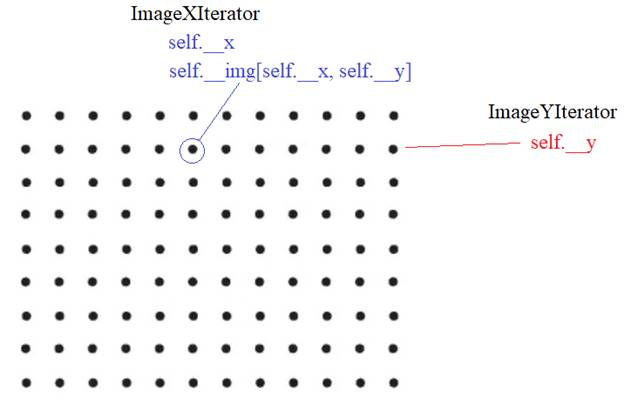 ImageXIterator
self.__x
self.__img[self.__x, self.__y]
ImageYIterator
self.__y